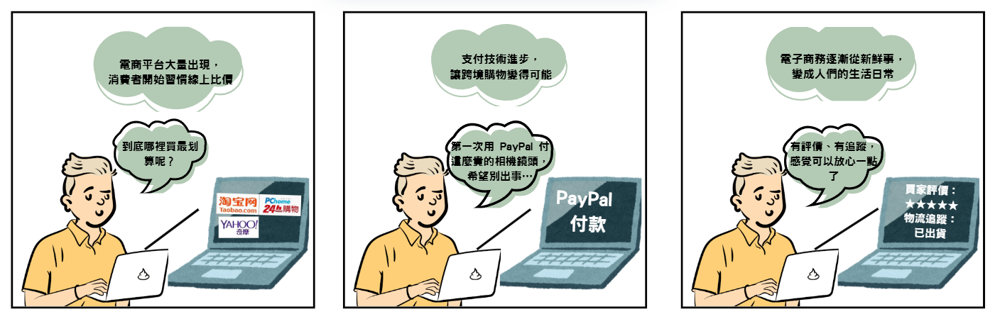 電商平台大量出現，
消費者開始習慣線上比價
到底哪裡買最划
算呢？
淘宝网
Taobao.com
PChome
24h購物
YAHOO!
奇摩
支付技術進步，
讓跨境購物變得可能
第一次用 PayPal 付
這麼貴的相機鏡頭，
希望別出事…
PayPal
付款
電子商務逐漸從新鮮事，
變成人們的生活日常
有評價、有追蹤，
感覺可以放心一點
了
買家評價：
★★★★★
物流追蹤：
已出貨